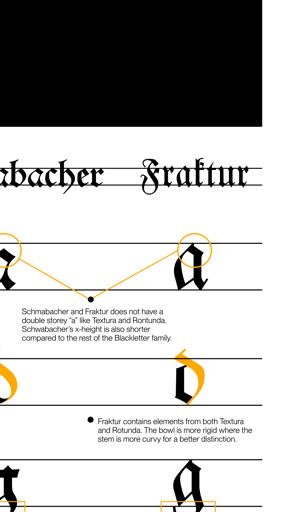 abacher Fraktur
a a
Schmabacher and Fraktur does not have a
double storey "a" like Textura and Rontunda.
Schwabacher's x-height is also shorter
compared to the rest of the Blackletter family.
d d
Fraktur contains elements from both Textura
and Rotunda. The bowl is more rigid where the
stem is more curvy for a better distinction.
g g